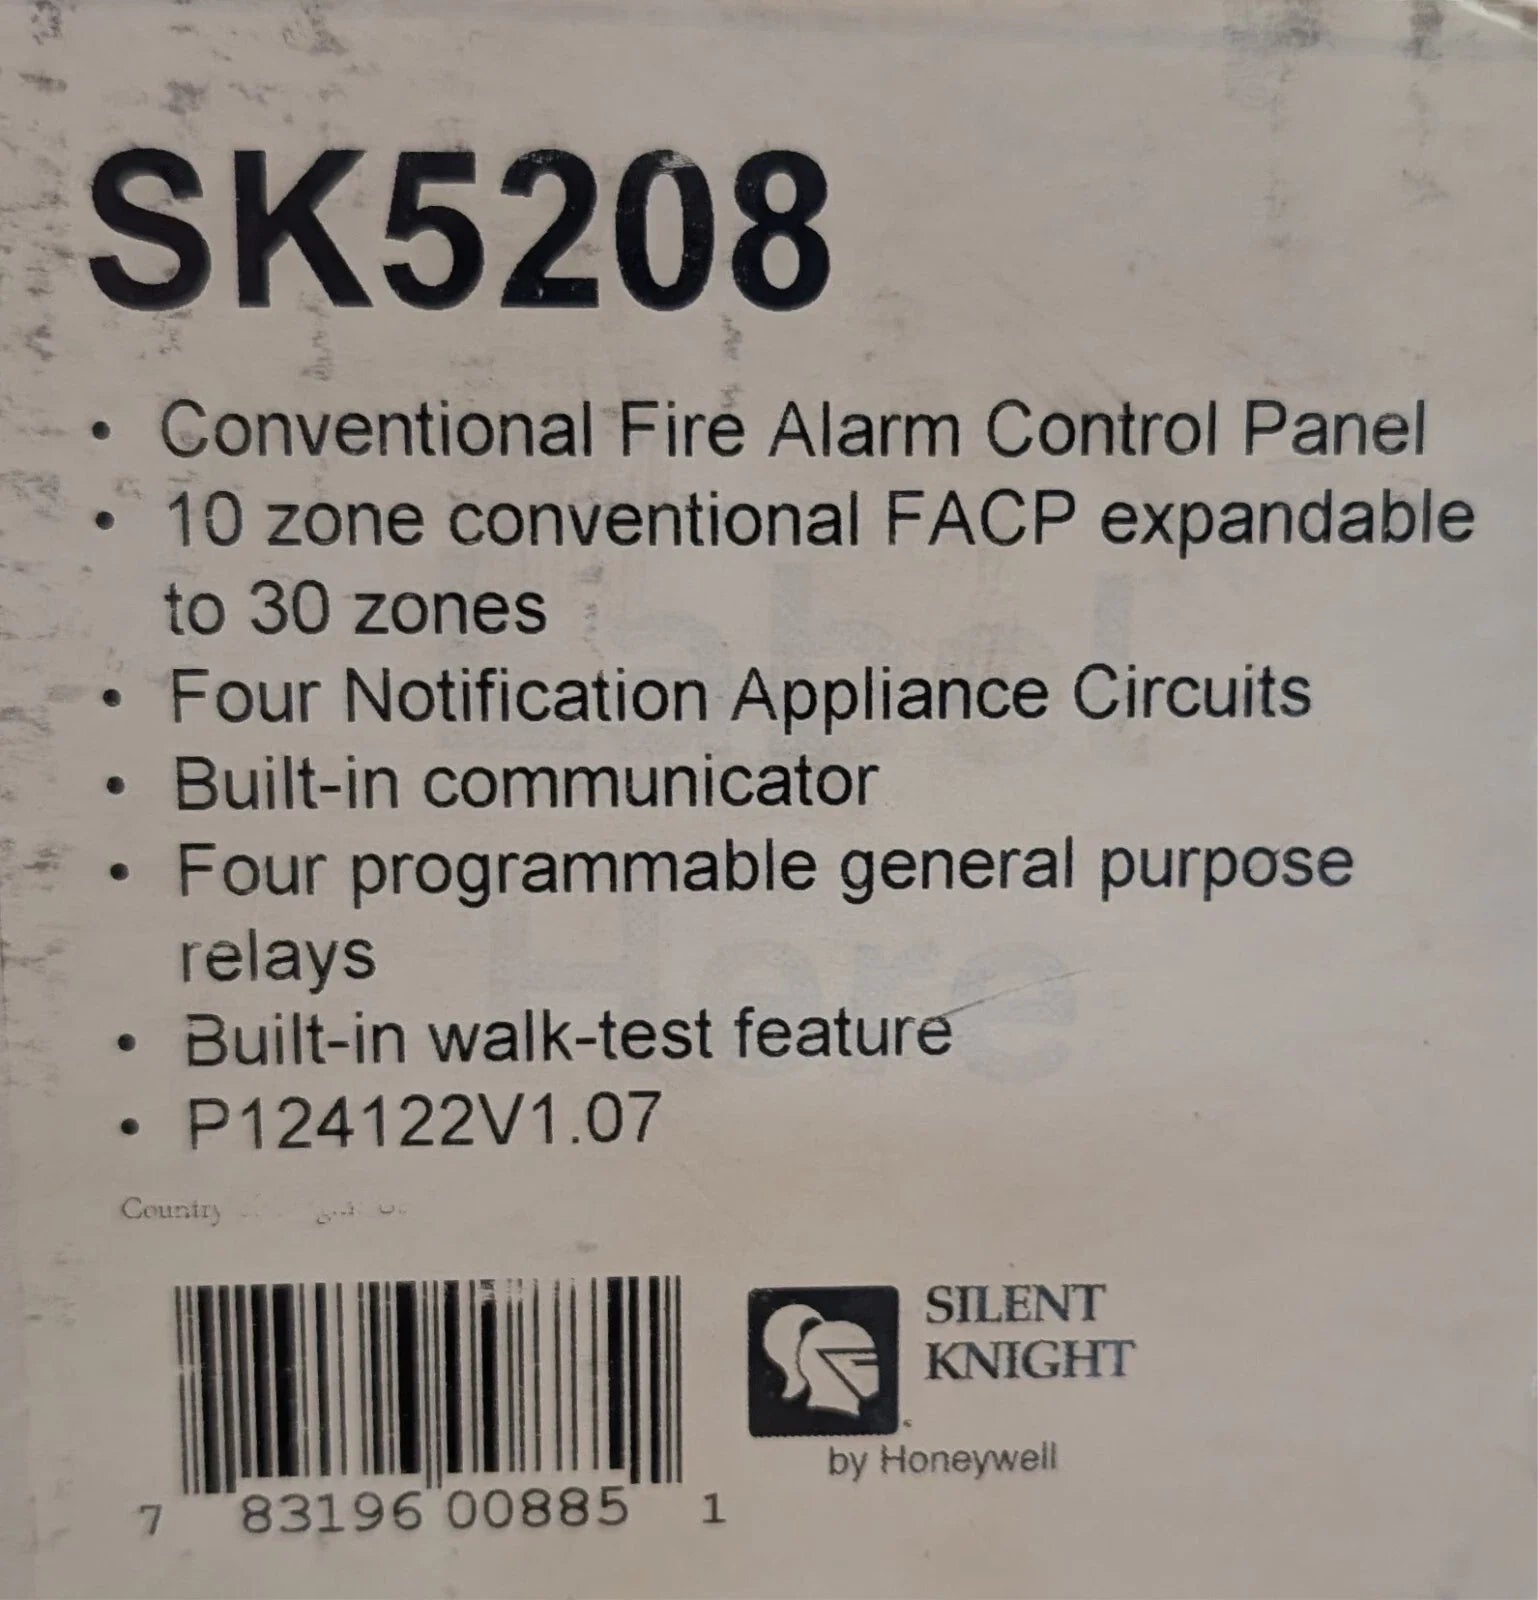 SK5208
• Conventional Fire Alarm Control Panel
• 10 zone conventional FACP expandable
to 30 zones
• Four Notification Appliance Circuits
• Built-in communicator
• Four programmable general purpose
relays
• Built-in walk-test feature
• P124122V1.07
Country
SILENT
KNIGHT
by Honeywell
7 83196 00885 1